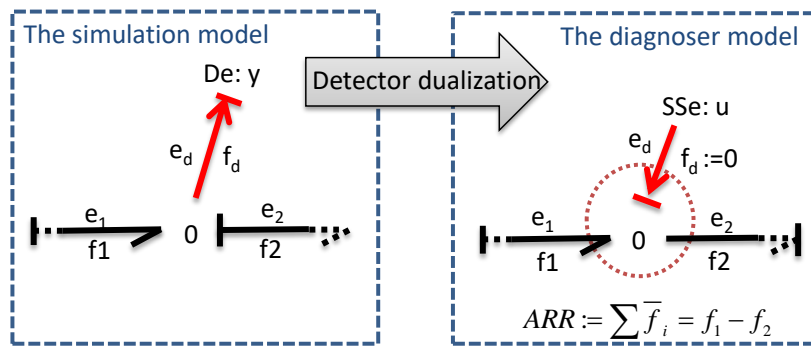 The simulation model
De: y
e_d
f_d
e_1
f1
0
e_2
f2
Detector dualization
The diagnoser model
SSe: u
e_d
f_d :=0
e_1
f1
0
e_2
f2
ARR := ∑ f̅_i = f_1 − f_2